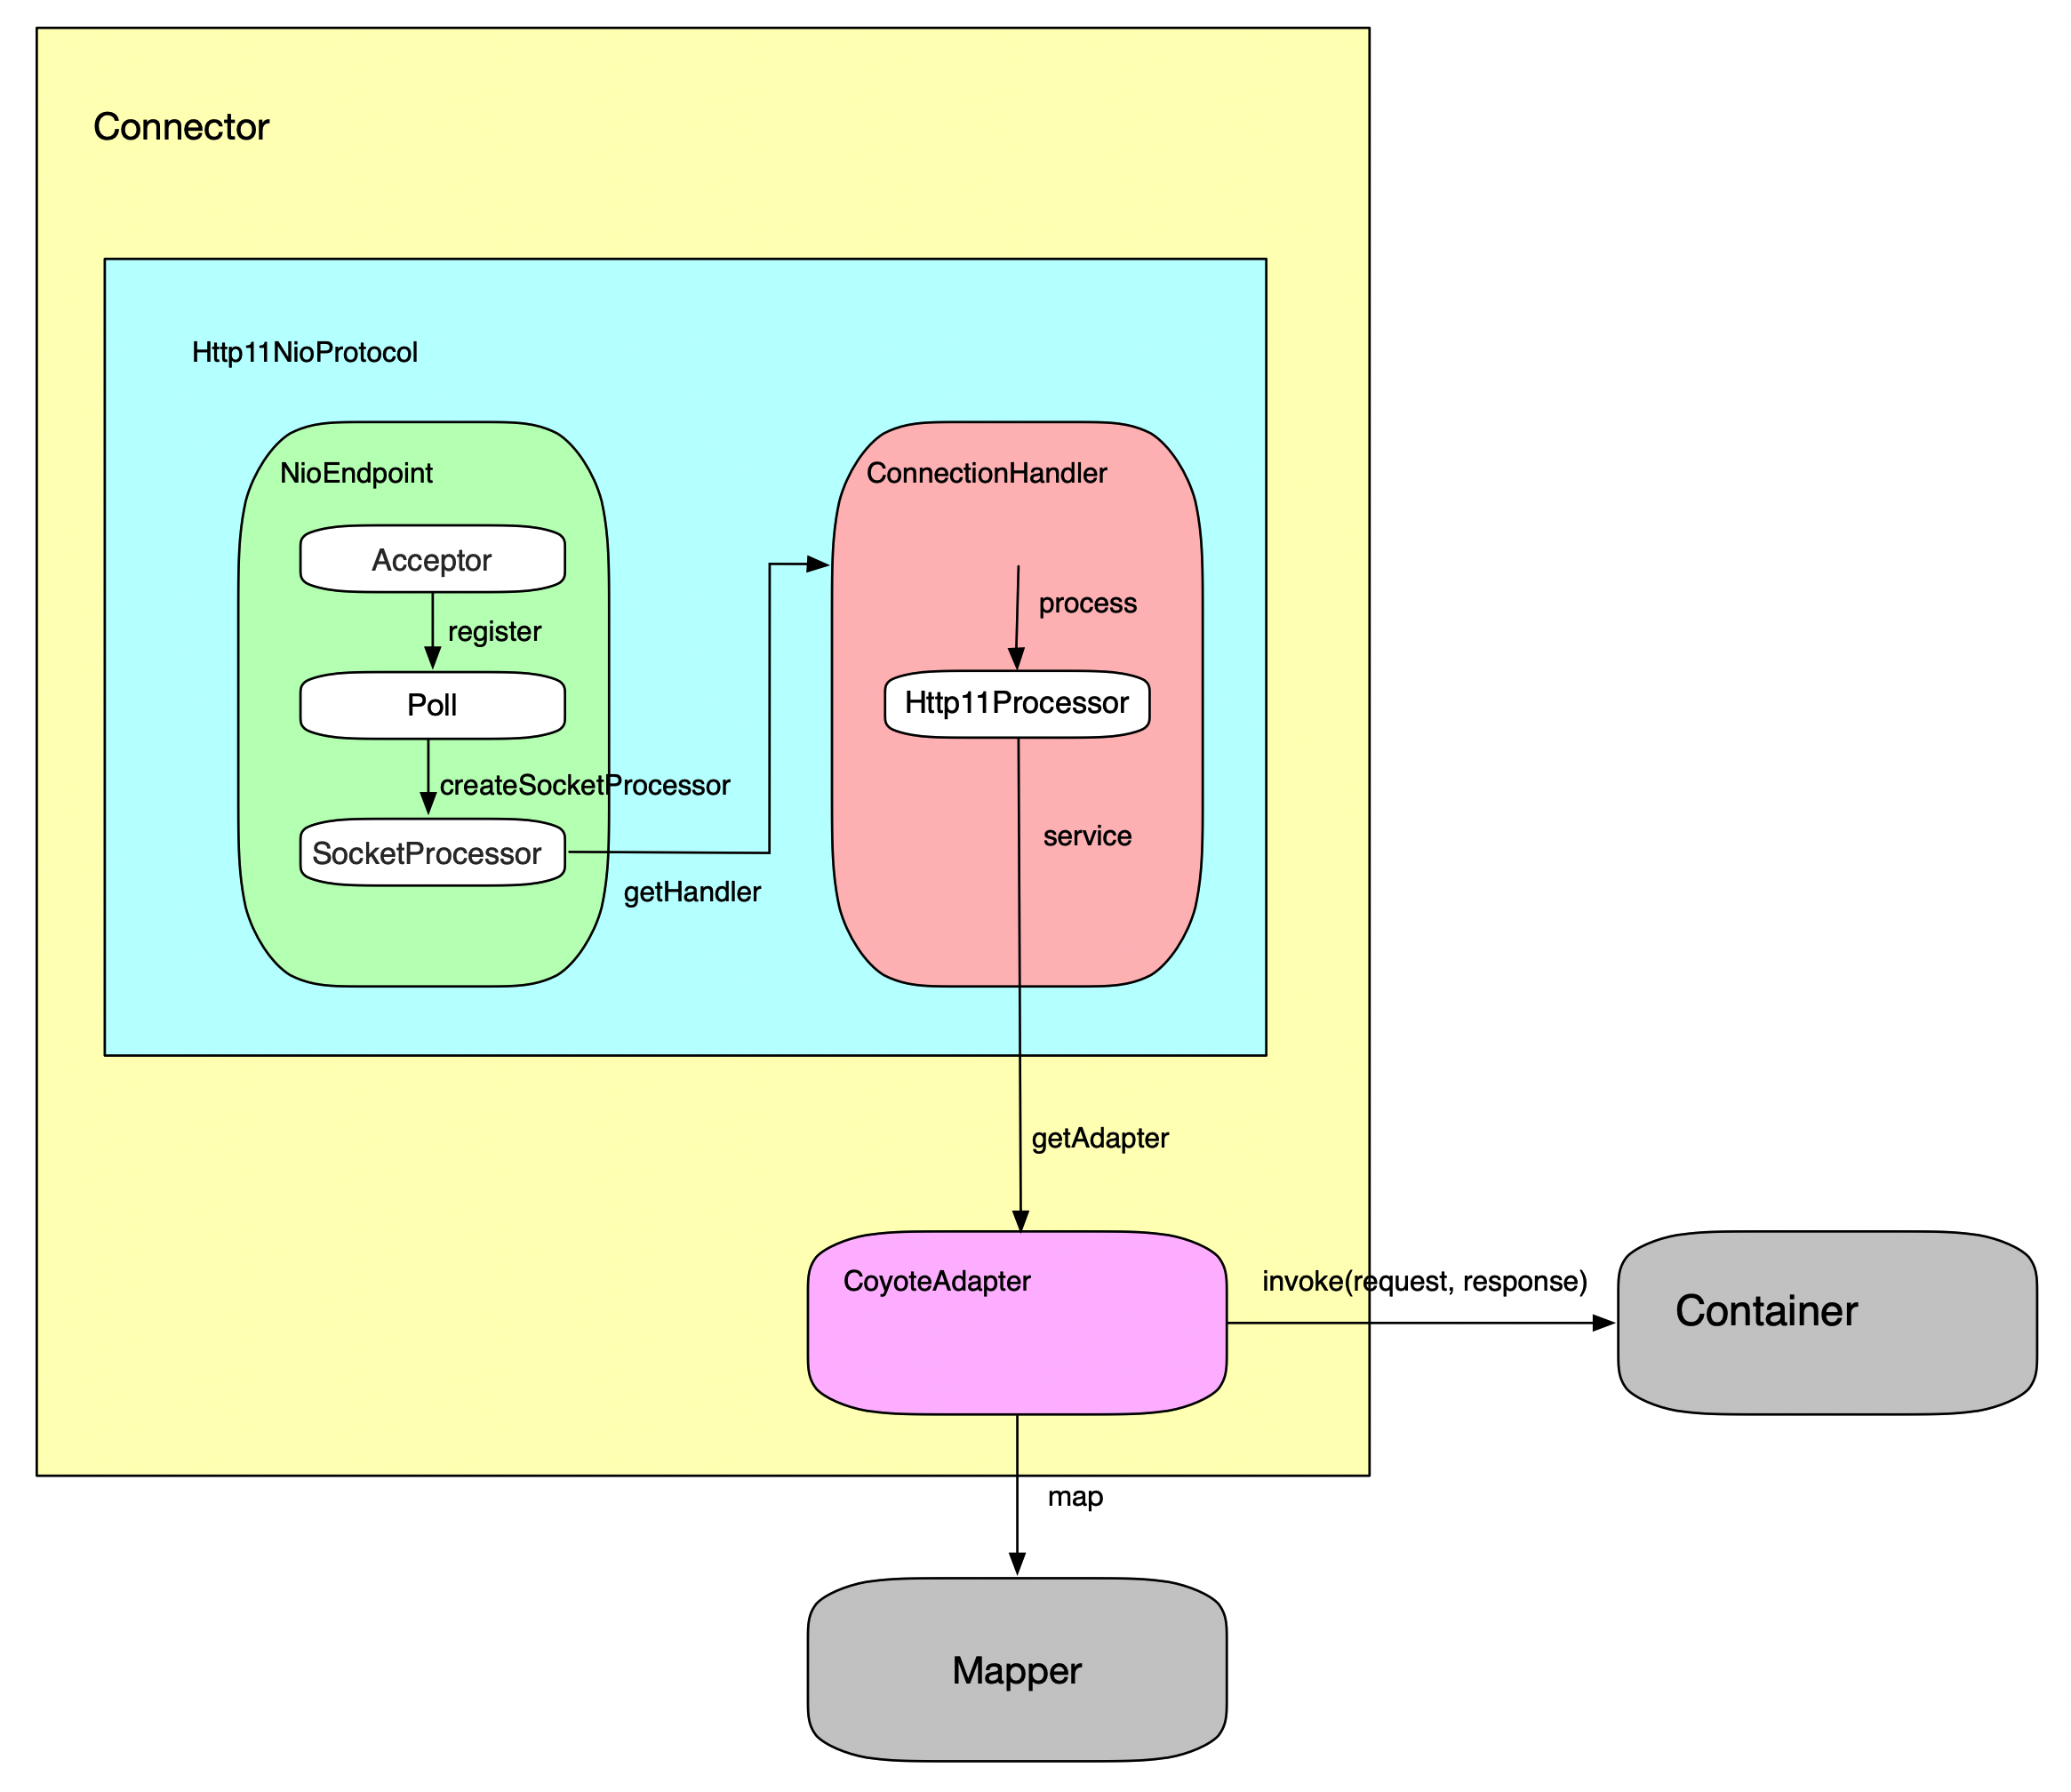 Connector
Http11NioProtocol
NioEndpoint
Acceptor
register
Poll
createSocketProcessor
SocketProcessor
getHandler
ConnectionHandler
process
Http11Processor
service
getAdapter
CoyoteAdapter
invoke(request, response)
Container
map
Mapper